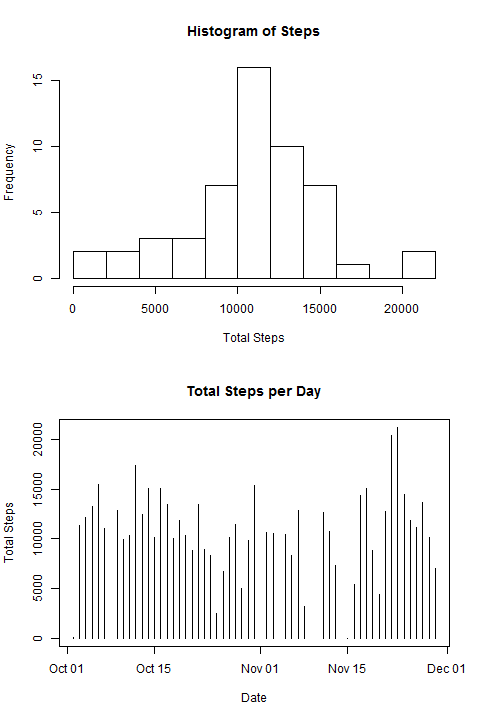 Histogram of Steps
15
10
5
0
Frequency
0 5000 10000 15000 20000
Total Steps
Total Steps per Day
20000
15000
10000
5000
0
Total Steps
Oct 01 Oct 15 Nov 01 Nov 15 Dec 01
Date